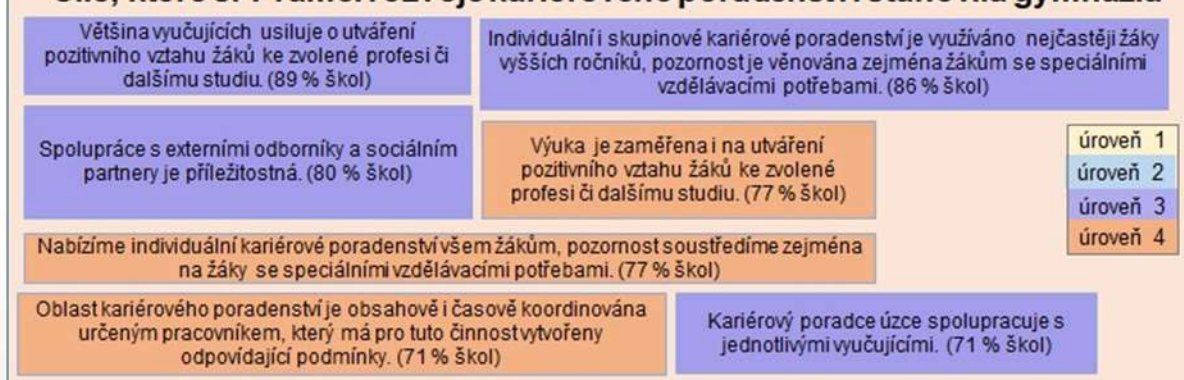 Většina vyučujících usiluje o utváření
pozitivního vztahu žáků ke zvolené profesi či
dalšímu studiu. (89 % škol)
Individuální i skupinové kariérové poradenství je využíváno nejčastěji žáky
vyšších ročníků, pozornost je věnována zejména žákům se speciálními
vzdělávacími potřebami. (86 % škol)
Spolupráce s externími odborníky a sociálním
partnery je příležitostná. (80 % škol)
Výuka je zaměřena i na utváření
pozitivního vztahu žáků ke zvolené
profesi či dalšímu studiu. (77 % škol)
úroveň 1
úroveň 2
úroveň 3
úroveň 4
Nabízíme individuální kariérové poradenství všem žákům, pozornost soustředíme zejména
na žáky se speciálními vzdělávacími potřebami. (77 % škol)
Oblast kariérového poradenství je obsahově i časově koordinována
určeným pracovníkem, který má pro tuto činnost vytvořeny
odpovídající podmínky. (71 % škol)
Kariérový poradce úzce spolupracuje s
jednotlivými vyučujícími. (71 % škol)